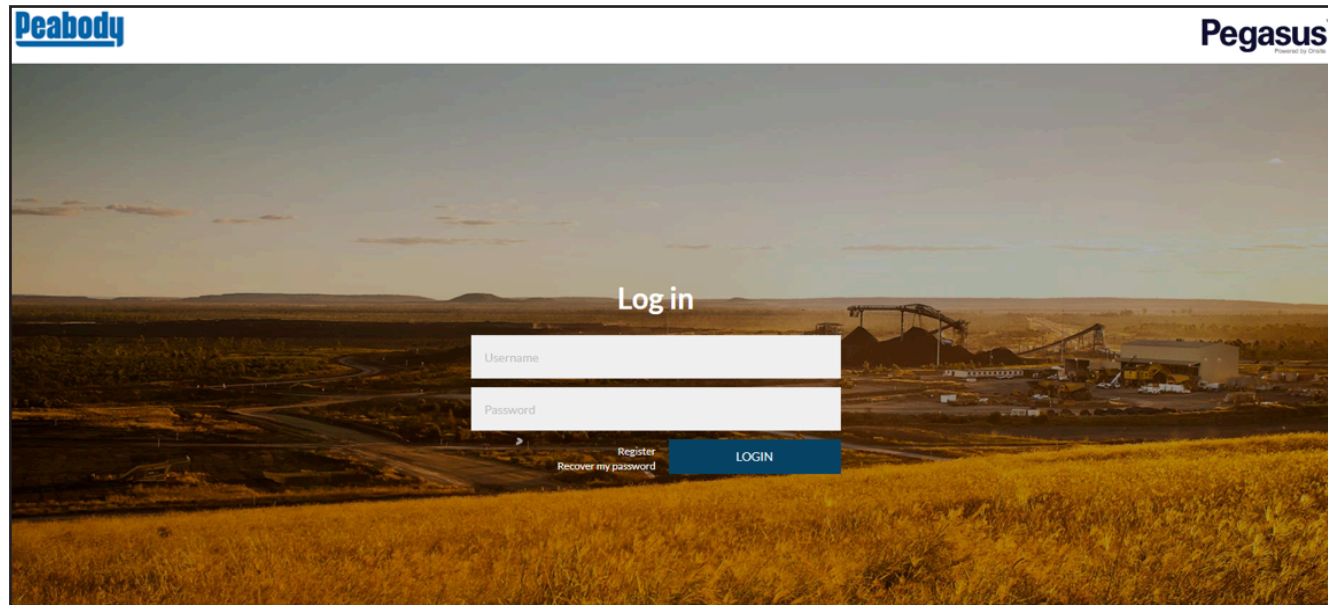 Peabody
Pegasus
Powered by Onsite
Log in
Username
Password
Register
Recover my password
LOGIN